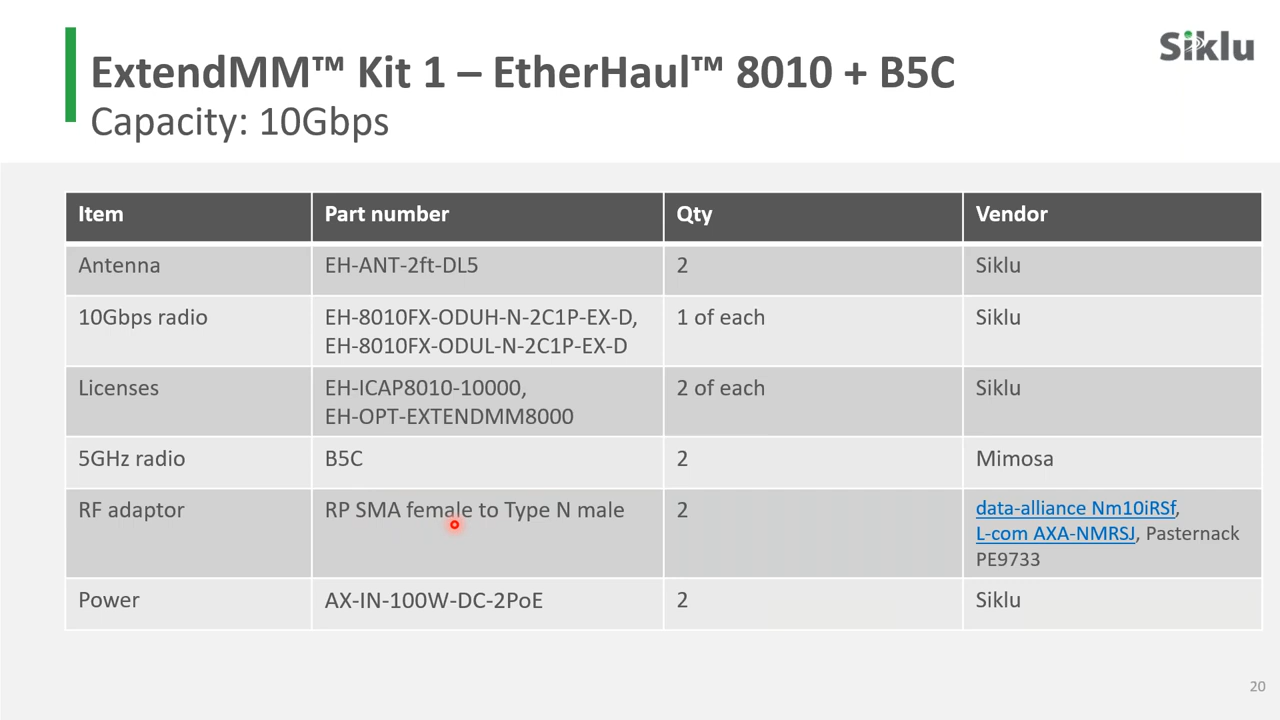 Siklu
ExtendMM™ Kit 1 – EtherHaul™ 8010 + B5C
Capacity: 10Gbps
Item Part number Qty Vendor
Antenna EH-ANT-2ft-DL5 2 Siklu
10Gbps radio EH-8010FX-ODUH-N-2C1P-EX-D, 1 of each Siklu
EH-8010FX-ODUL-N-2C1P-EX-D
Licenses EH-ICAP8010-10000, 2 of each Siklu
EH-OPT-EXTENDMM8000
5GHz radio B5C 2 Mimosa
RF adaptor RP SMA female to Type N male 2 data-alliance Nm10iRSf,
L-com AXA-NMRSJ, Pasternack
PE9733
Power AX-IN-100W-DC-2PoE 2 Siklu
20